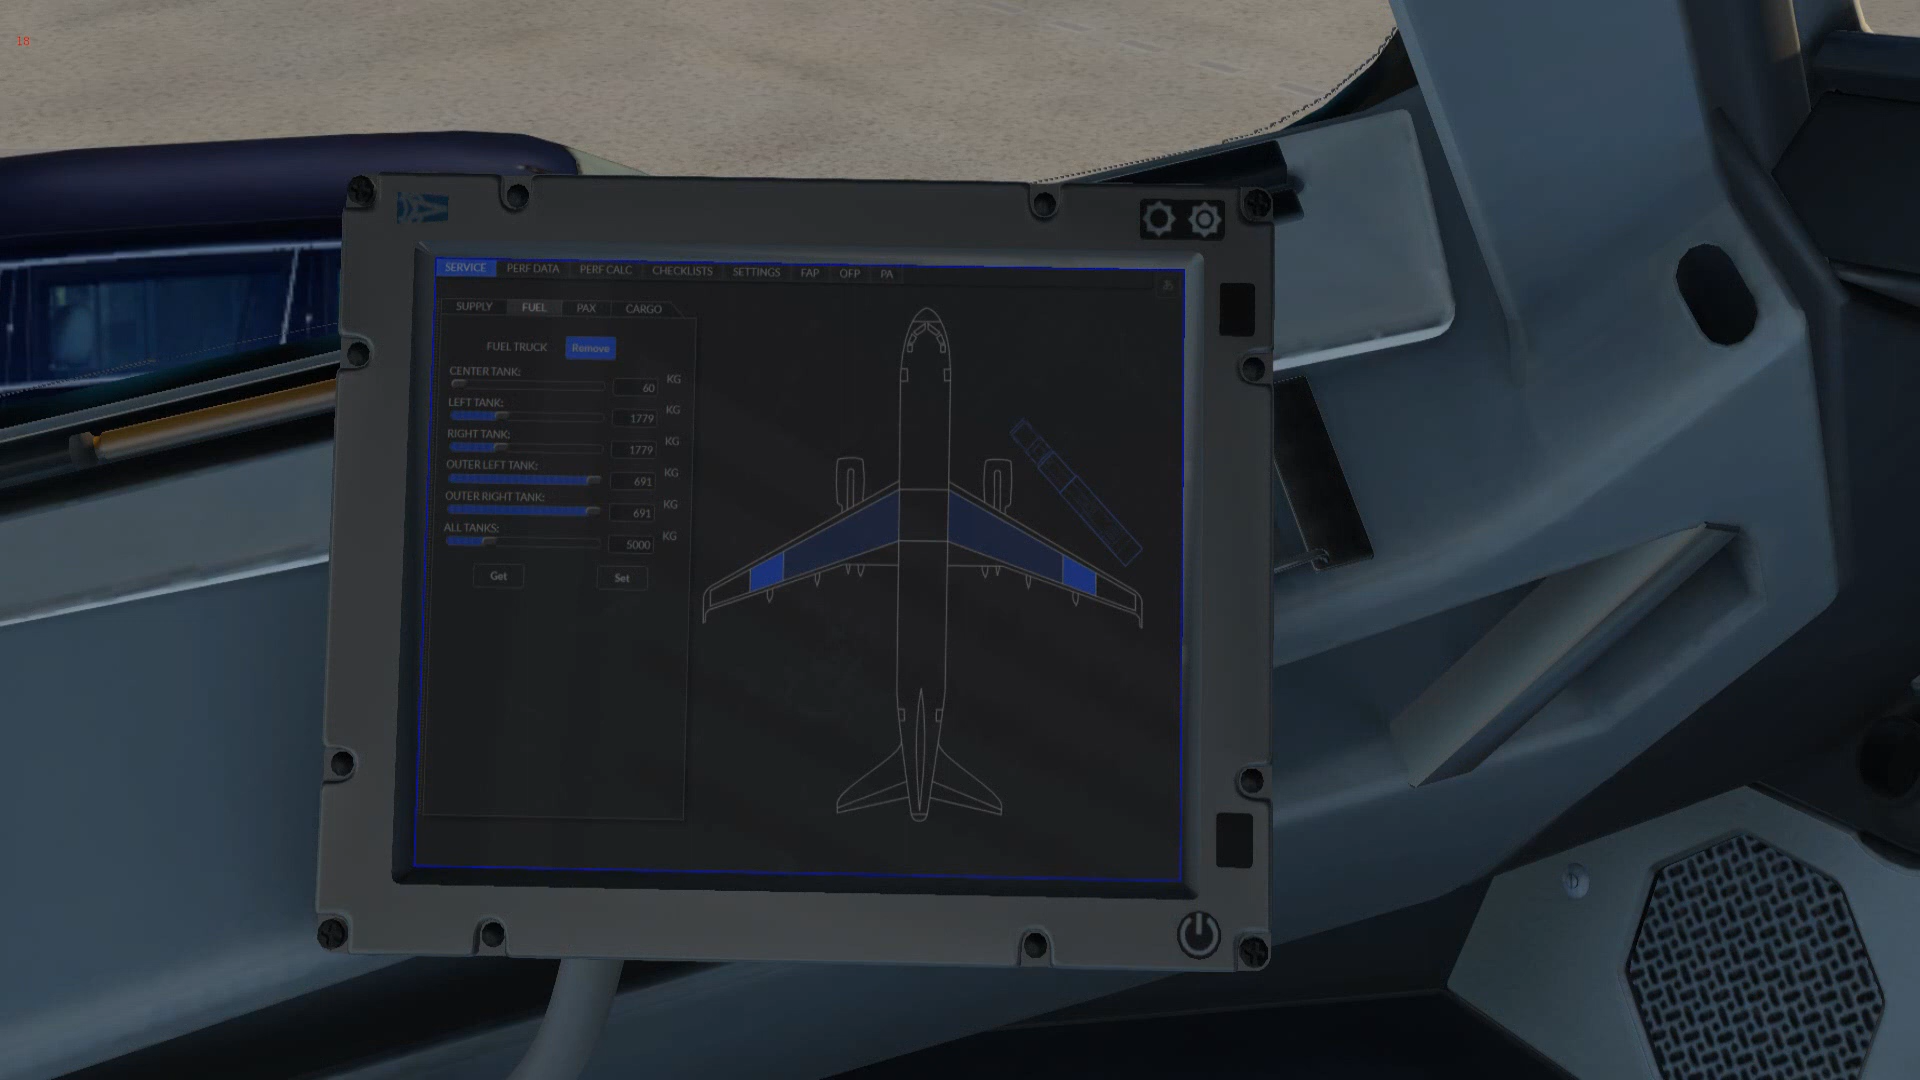 18
SERVICE PERF DATA PERF CALC CHECKLISTS SETTINGS FAP OFP PA
SUPPLY FUEL PAX CARGO
FUEL TRUCK Remove
CENTER TANK:
60 KG
LEFT TANK:
1779 KG
RIGHT TANK:
1779 KG
OUTER LEFT TANK:
691 KG
OUTER RIGHT TANK:
691 KG
ALL TANKS:
5000 KG
Get Set
D